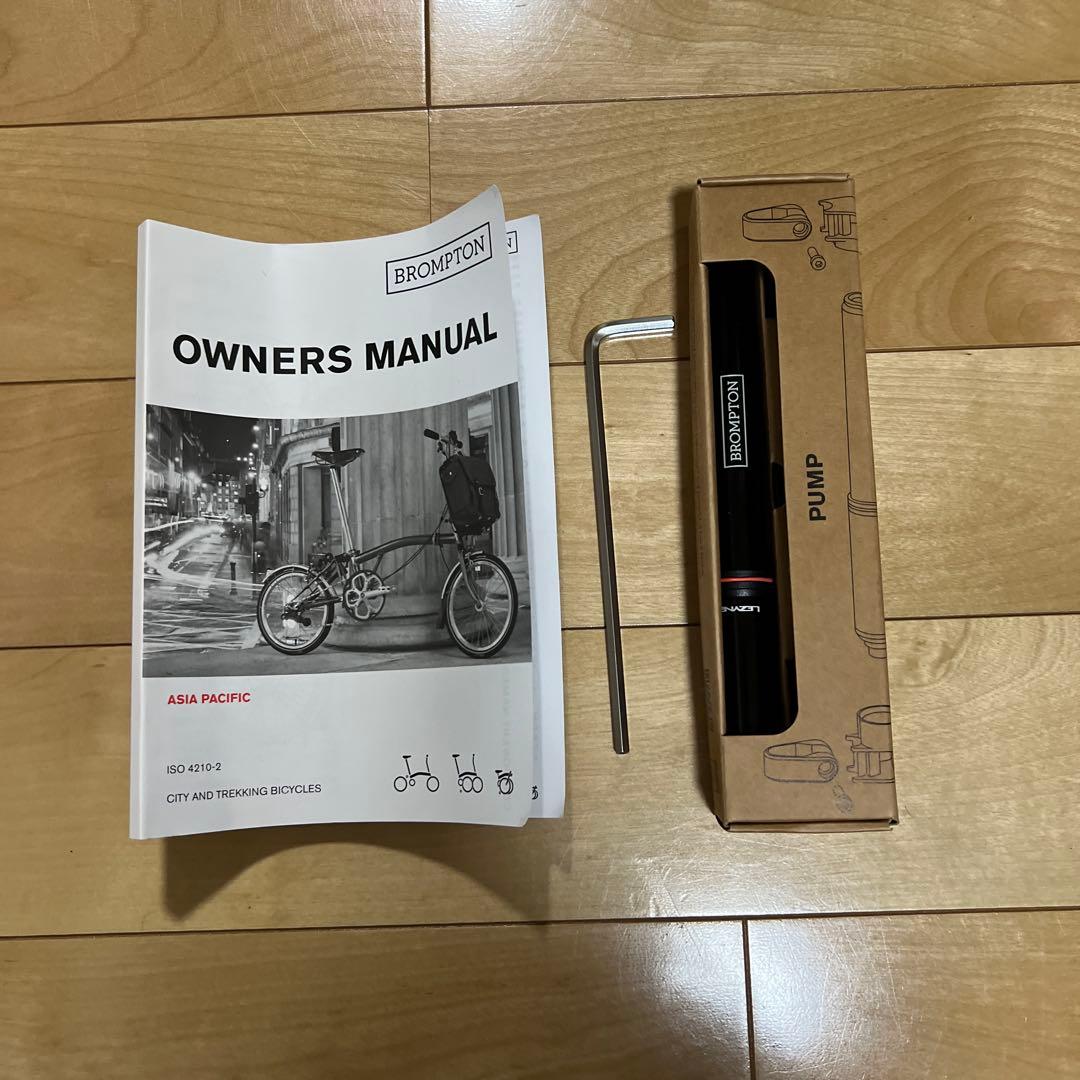 BROMPTON
OWNERS MANUAL
ASIA PACIFIC
ISO 4210-2
CITY AND TREKKING BICYCLES
N
BROMPTON
LEZYNE
PUMP